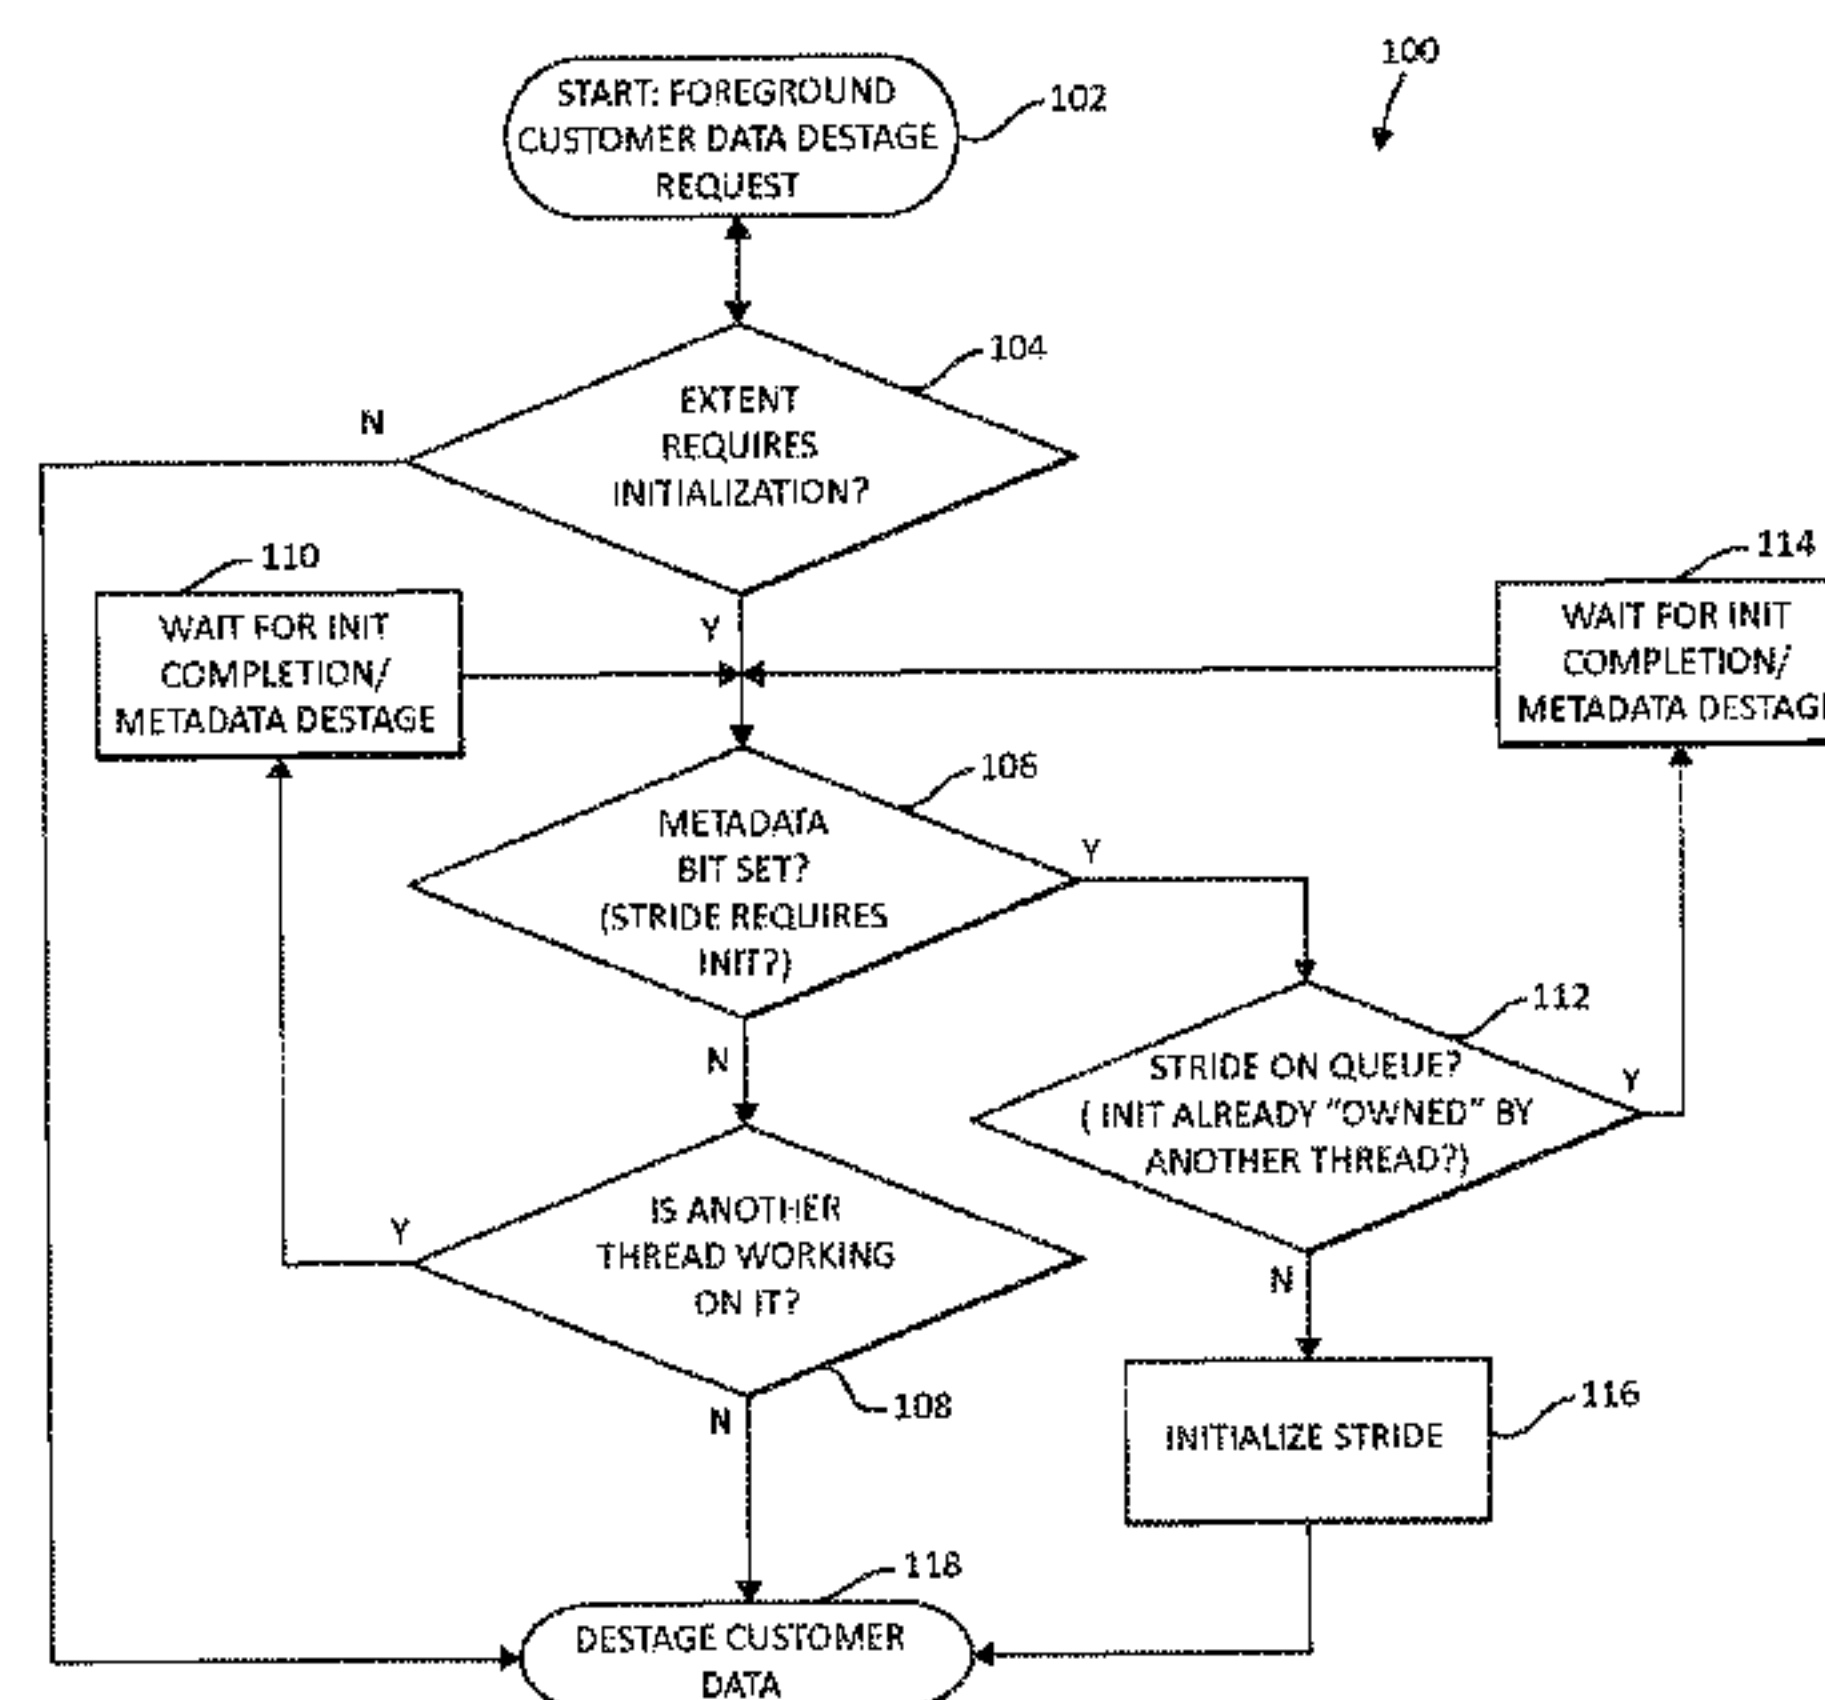 100
START: FOREGROUND
CUSTOMER DATA DESTAGE
REQUEST
102
104
EXTENT
REQUIRES
INITIALIZATION?
N
Y
110
WAIT FOR INIT
COMPLETION/
METADATA DESTAGE
114
WAIT FOR INIT
COMPLETION/
METADATA DESTAG
106
METADATA
BIT SET?
(STRIDE REQUIRES
INIT?)
Y
N
112
STRIDE ON QUEUE?
( INIT ALREADY "OWNED" BY
ANOTHER THREAD?)
Y
N
IS ANOTHER
THREAD WORKING
ON IT?
Y
N
108
INITIALIZE STRIDE
116
118
DESTAGE CUSTOMER
DATA